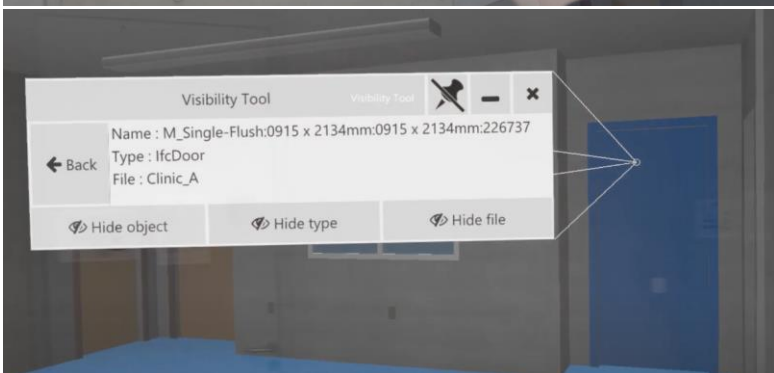 Visibility Tool
Visibility Tool
Name : M_Single-Flush:0915 x 2134mm:0915 x 2134mm:226737
Back
Type : IfcDoor
File : Clinic_A
Hide object
Hide type
Hide file